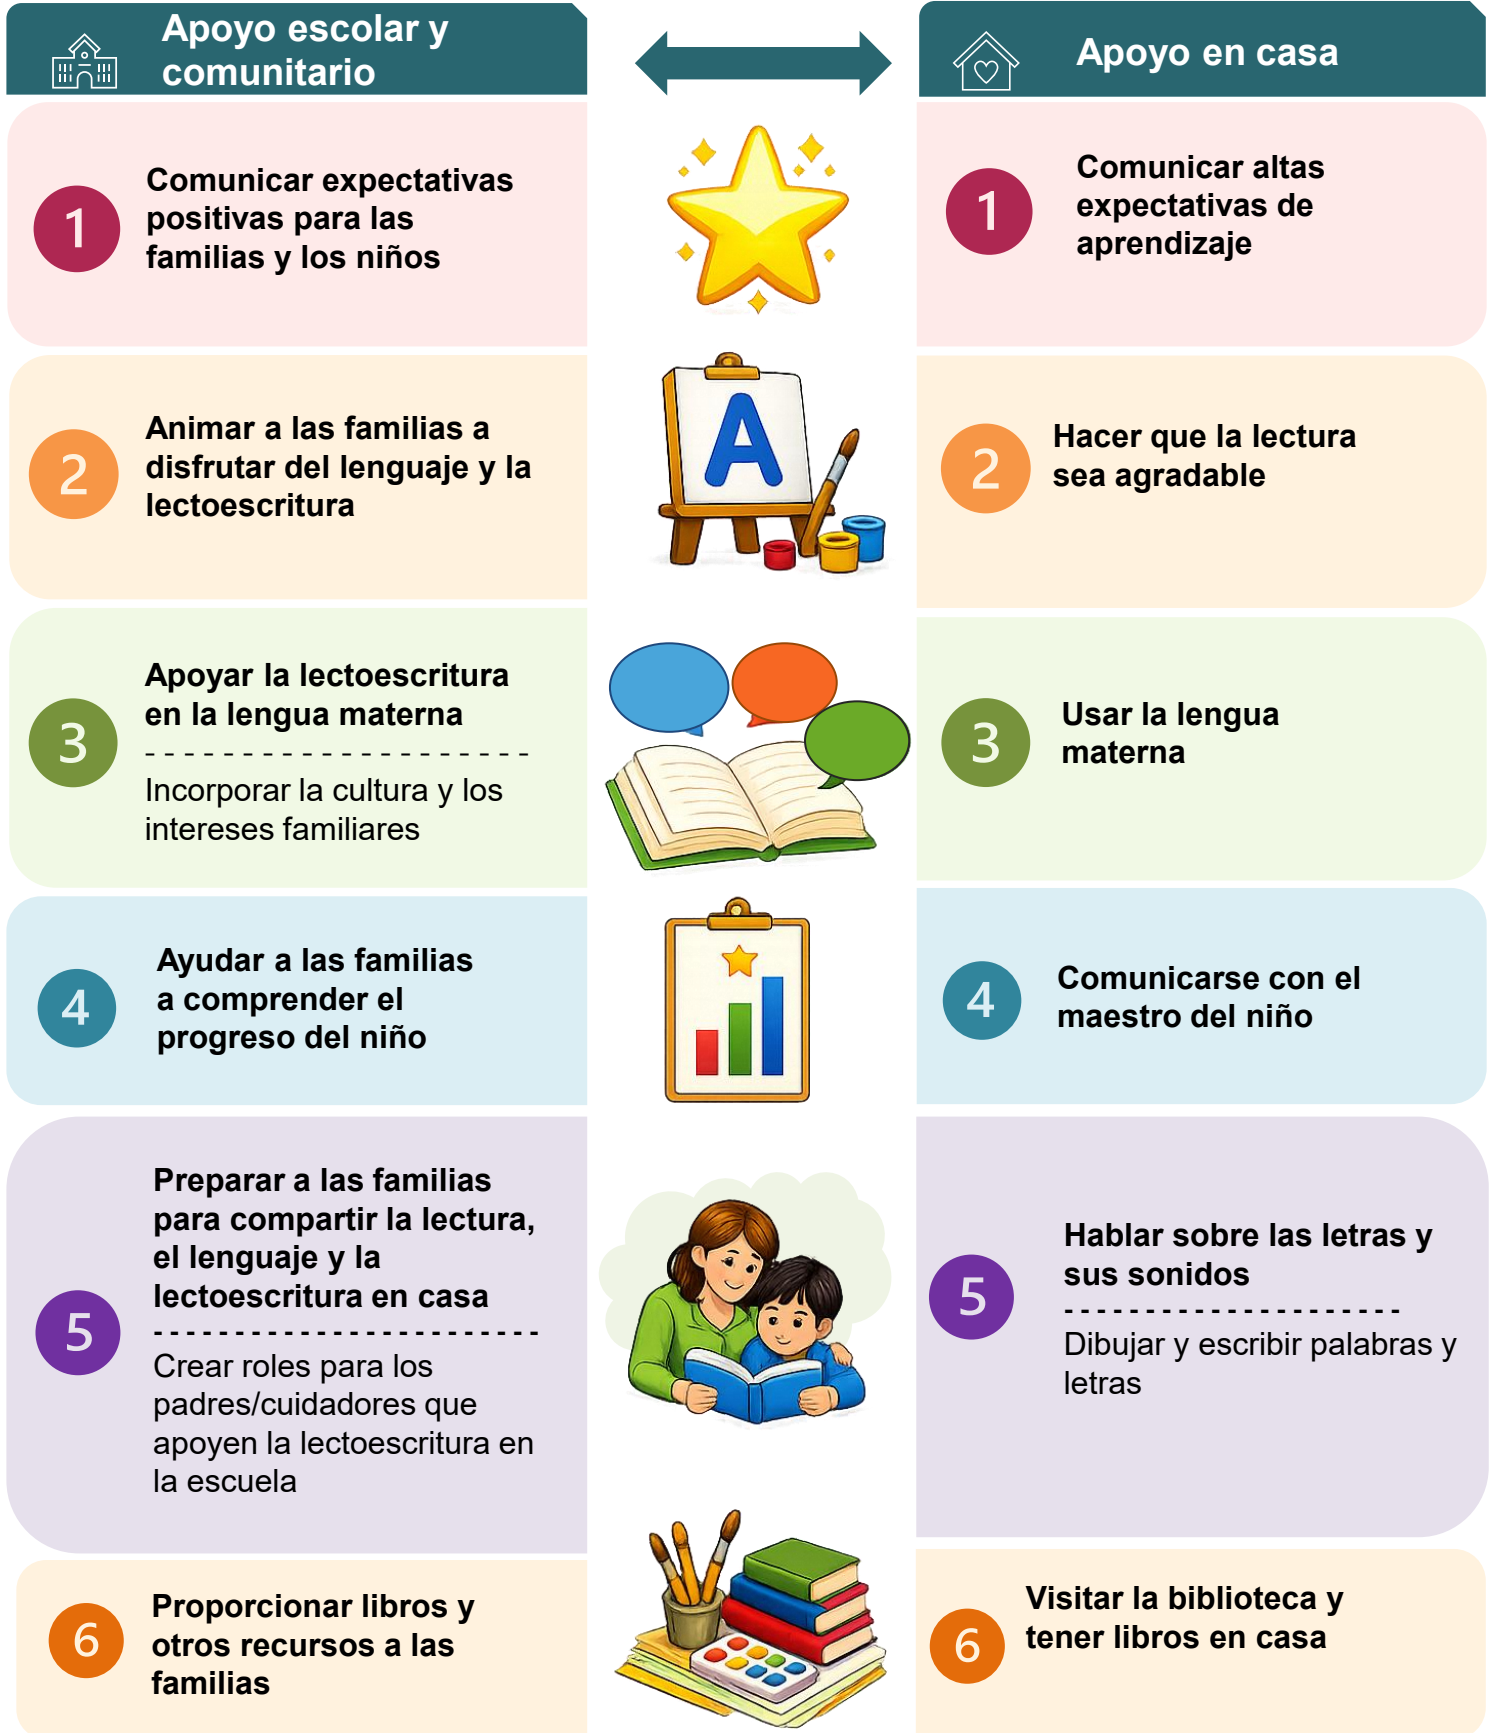 Apoyo escolar y
comunitario
Apoyo en casa
1
Comunicar expectativas
positivas para las
familias y los niños
1
Comunicar altas
expectativas de
aprendizaje
2
Animar a las familias a
disfrutar del lenguaje y la
lectoescritura
A
2
Hacer que la lectura
sea agradable
3
Apoyar la lectoescritura
en la lengua materna
Incorporar la cultura y los
intereses familiares
3
Usar la lengua
materna
4
Ayudar a las familias
a comprender el
progreso del niño
4
Comunicarse con el
maestro del niño
5
Preparar a las familias
para compartir la lectura,
el lenguaje y la
lectoescritura en casa
Crear roles para los
padres/cuidadores que
apoyen la lectoescritura en
la escuela
5
Hablar sobre las letras y
sus sonidos
Dibujar y escribir palabras y
letras
6
Proporcionar libros y
otros recursos a las
familias
6
Visitar la biblioteca y
tener libros en casa